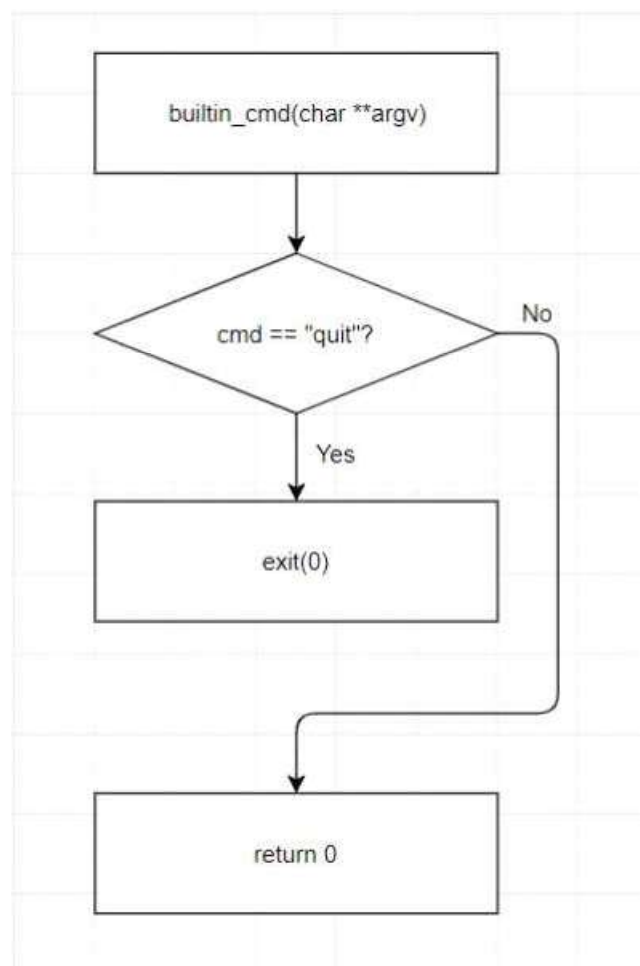 builtin_cmd(char **argv)
cmd == "quit"?
No
Yes
exit(0)
return 0